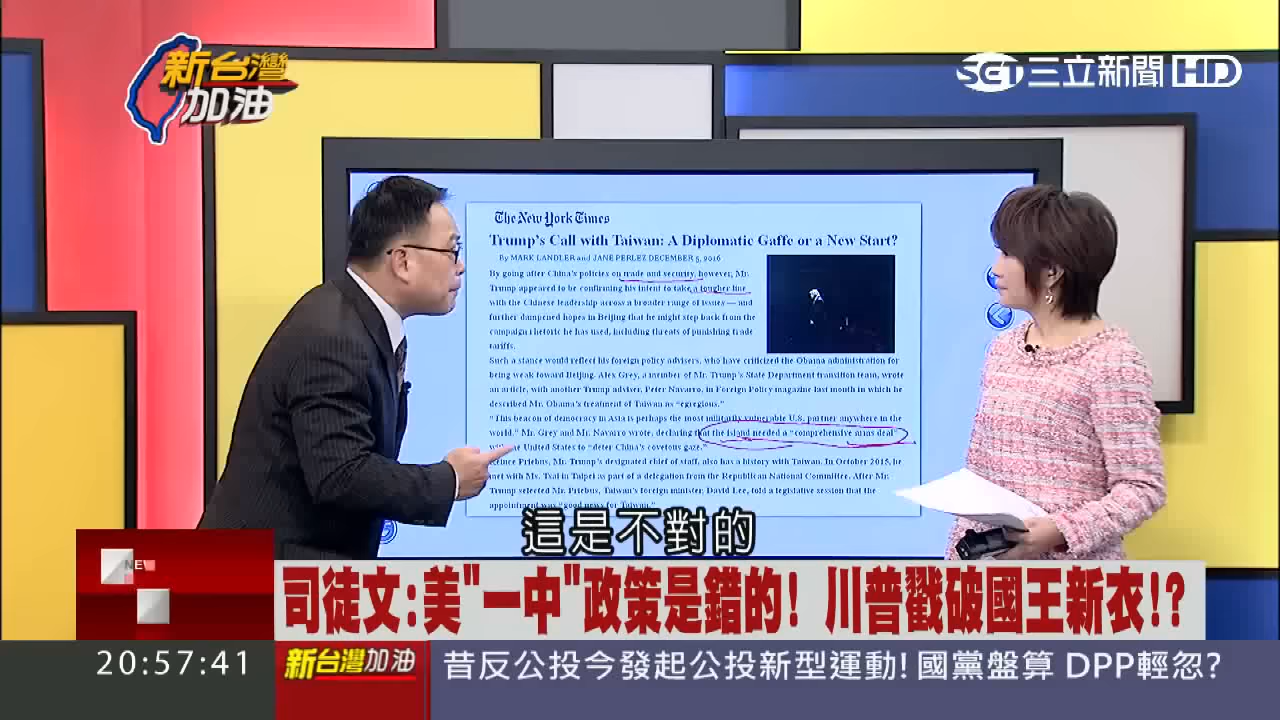 新台灣
加油
SET三立新聞HD
The New York Times
Trump's Call with Taiwan: A Diplomatic Gaffe or a New Start?
By MARK LANDLER and JANE PERLEZ DECEMBER 5, 2016
By going after China's policies on trade and security, however, Mr.
Trump appeared to be confirming his intent to take a tougher line
with the Chinese leadership across a broader range of issues — and
further dampened hopes in Beijing that he might step back from the
campaign rhetoric he has used, including threats of punishing trade
tariffs.
Such a stance would reflect his foreign policy advisers, who have criticized the Obama administration for
being weak toward Beijing. Alex Grey, a member of Mr. Trump's State Department transition team, wrote
an article, with another Trump adviser, Peter Navarro, in Foreign Policy magazine last month in which he
described Mr. Obama's treatment of Taiwan as "egregious."
"This beacon of democracy in Asia is perhaps the most militarily vulnerable U.S. partner anywhere in the
world," Mr. Grey and Mr. Navarro wrote, declaring that the island needed a "comprehensive arms deal"
with the United States to "deter China's covetous gaze."
Reince Priebus, Mr. Trump's designated chief of staff, also has a history with Taiwan. In October 2015, he
met with Ms. Tsai in Taipei as part of a delegation from the Republican National Committee. After Mr.
Trump selected Mr. Priebus, Taiwan's foreign minister, David Lee, told a legislative session that the
appointment was "good news for Taiwan."
這是不對的
NEW
司徒文:美"一中"政策是錯的! 川普戳破國王新衣!?
20:57:41
新台灣加油
昔反公投今發起公投新型運動!國黨盤算 DPP輕忽?